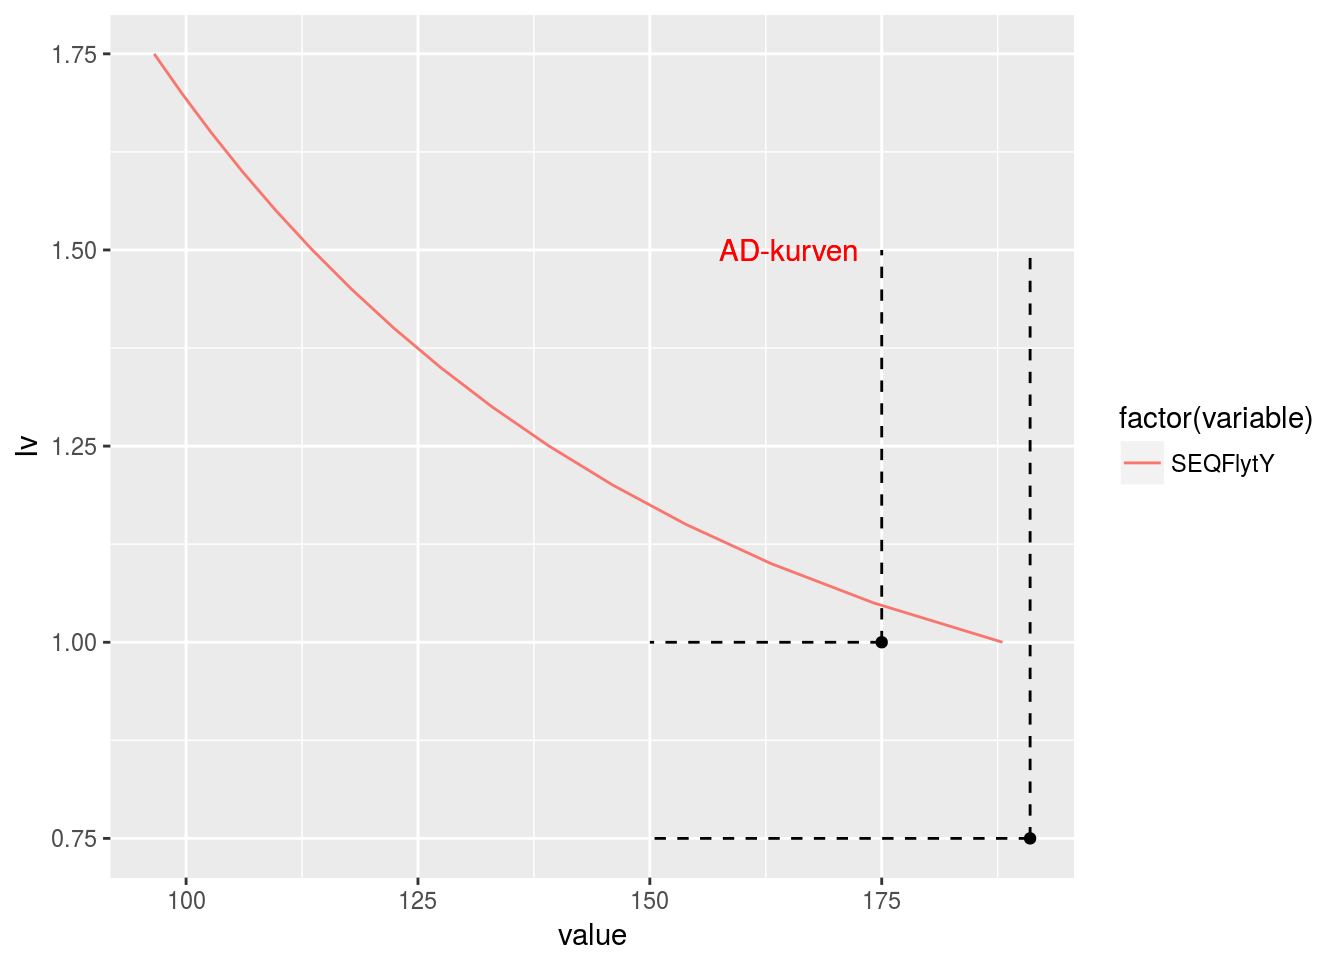 1.75
1.50
1.25
1.00
0.75
lv
AD-kurven
100 125 150 175
value
factor(variable)
SEQFlytY